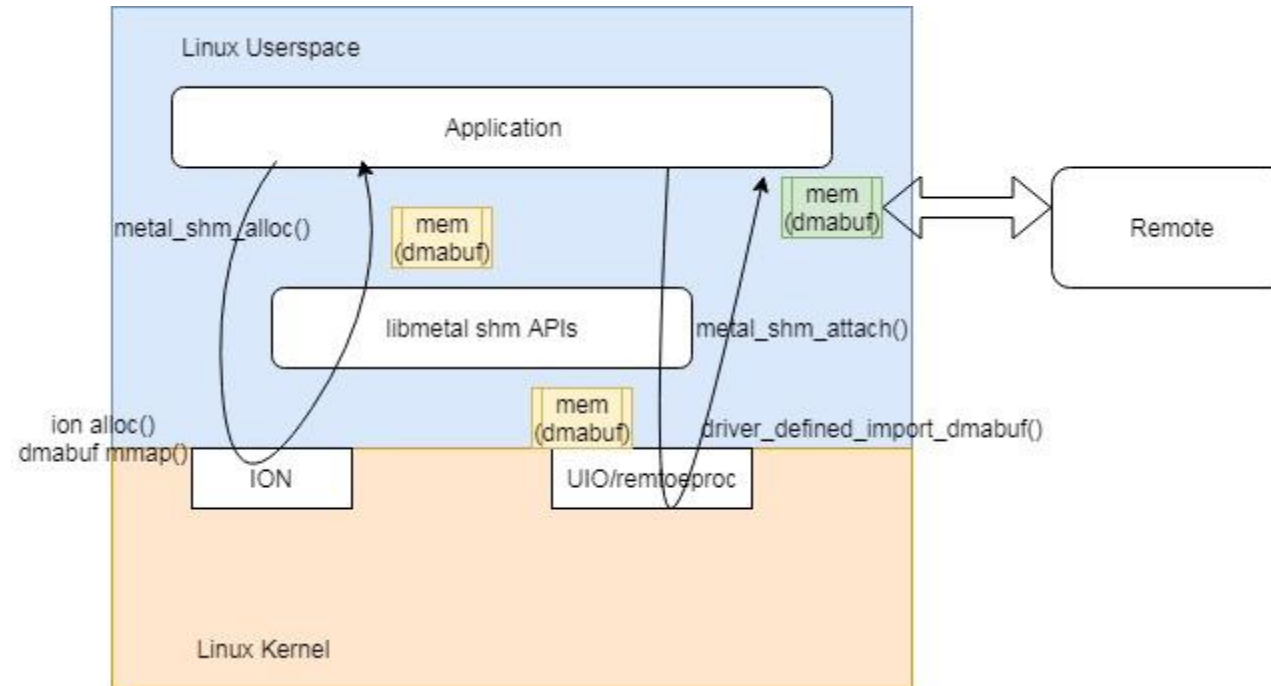 Linux Userspace
Application
metal_shm_alloc()
mem
(dmabuf)
mem
(dmabuf)
Remote
libmetal shm APIs
metal_shm_attach()
mem
(dmabuf)
ion alloc()
dmabuf mmap()
driver_defined_import_dmabuf()
ION
UIO/remtoeproc
Linux Kernel